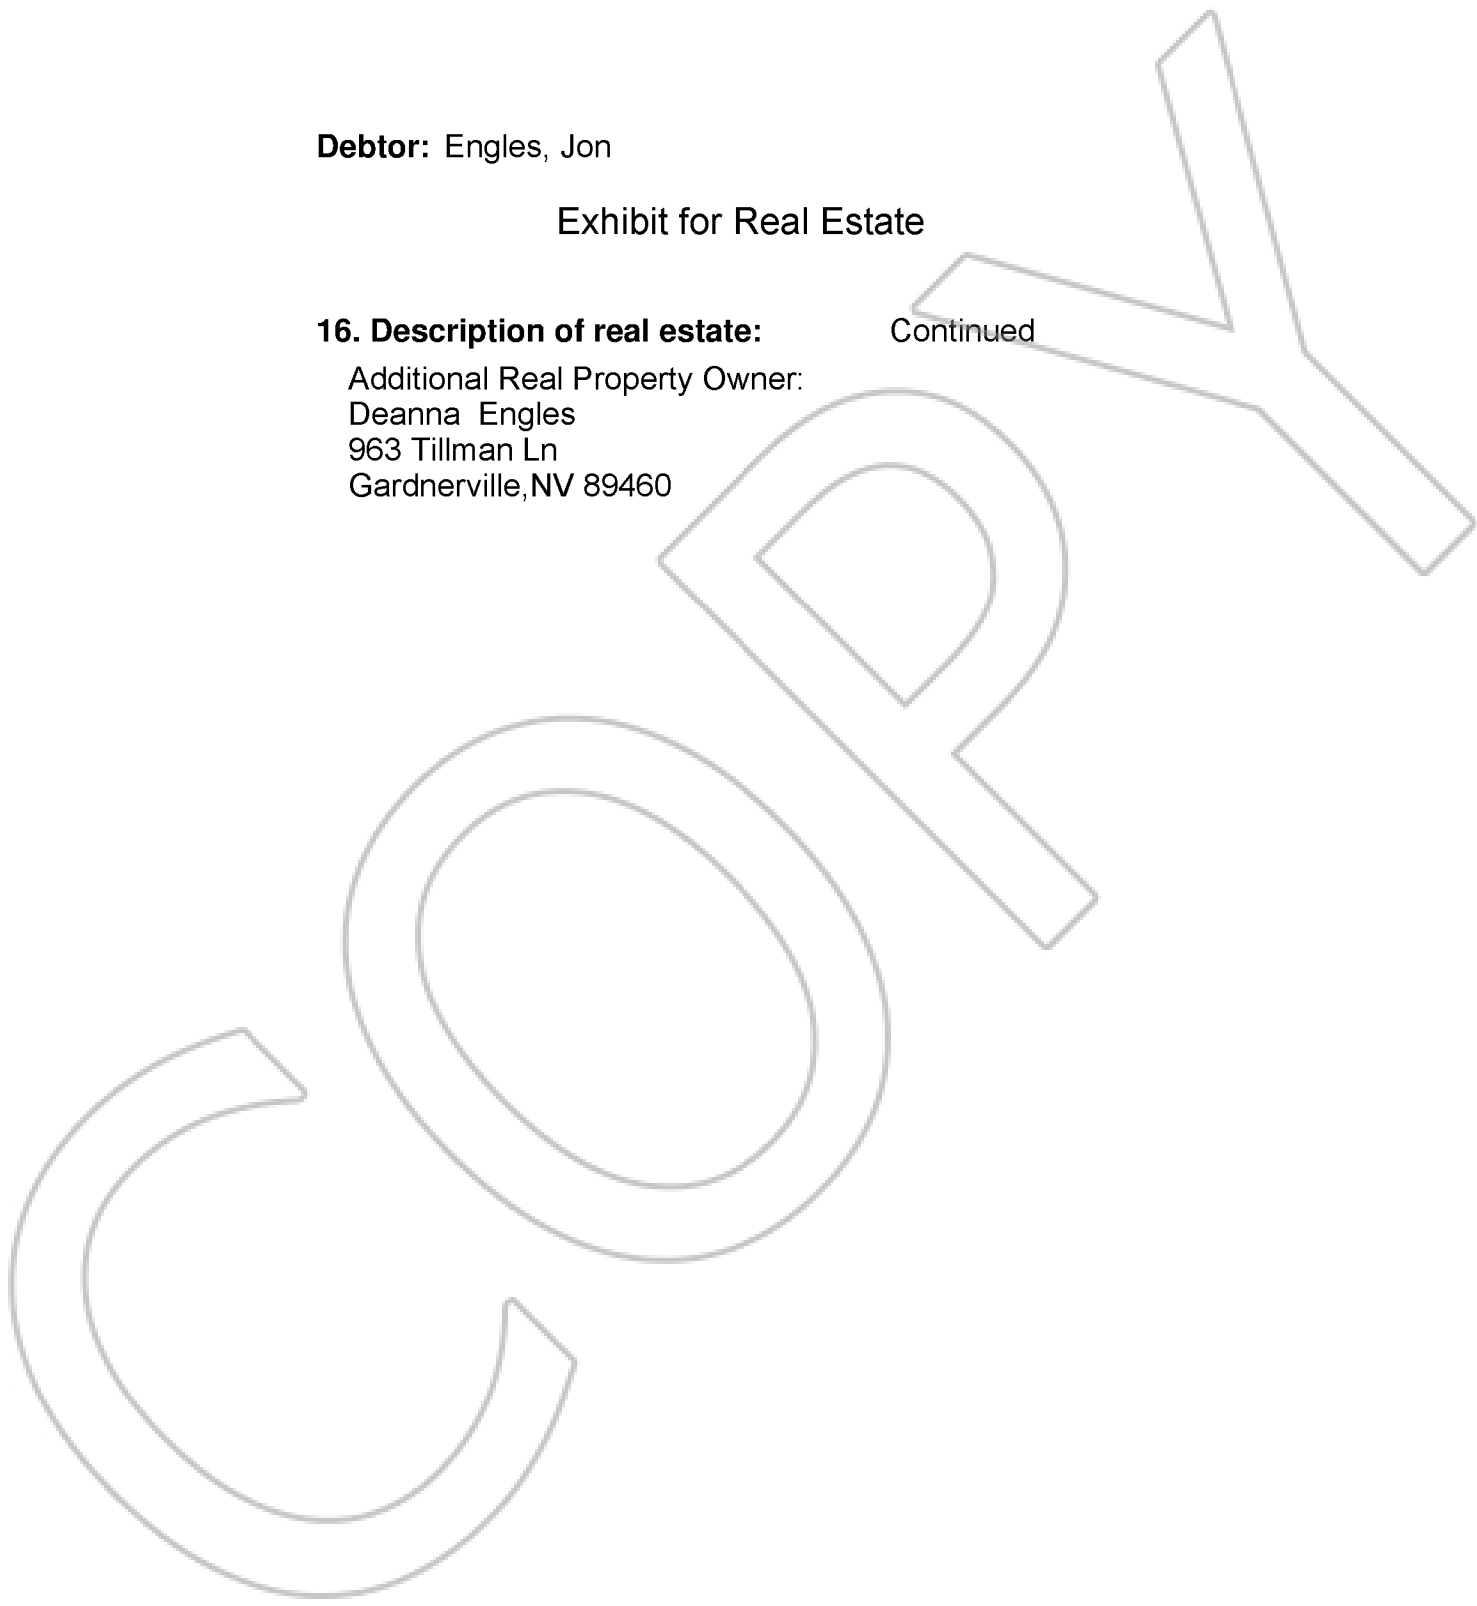 Debtor: Engles, Jon
Exhibit for Real Estate
16. Description of real estate: Continued
Additional Real Property Owner:
Deanna  Engles
963 Tillman Ln
Gardnerville,NV 89460
COPY